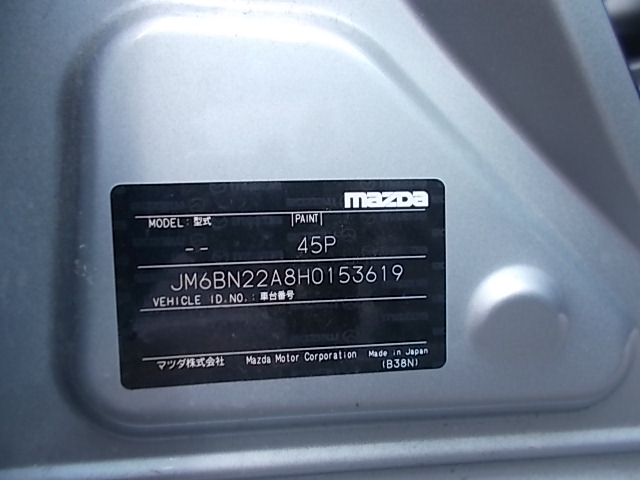 mazda
MODEL: 型式 PAINT
-- 45P
JM6BN22A8H0153619
VEHICLE ID.NO.: 車台番号
マツダ株式会社 Mazda Motor Corporation Made in Japan
(B38N)